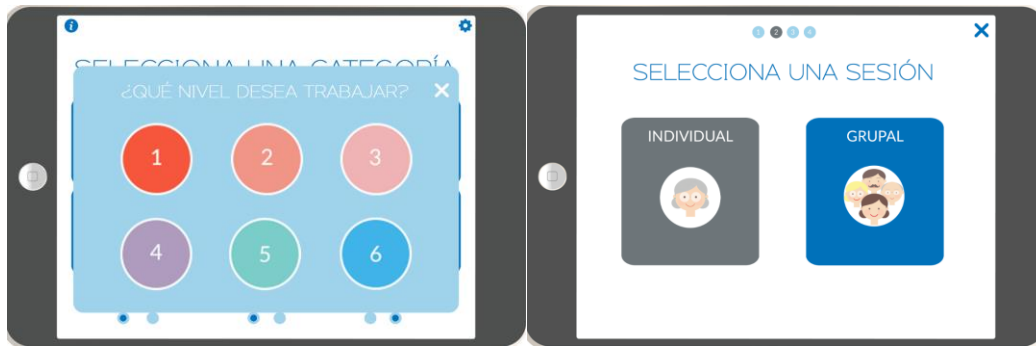 SELECCIONA UNA CATEGORÍA
¿QUÉ NIVEL DESEA TRABAJAR?
1 2 3
4 5 6
1 2 3 4
SELECCIONA UNA SESIÓN
INDIVIDUAL GRUPAL